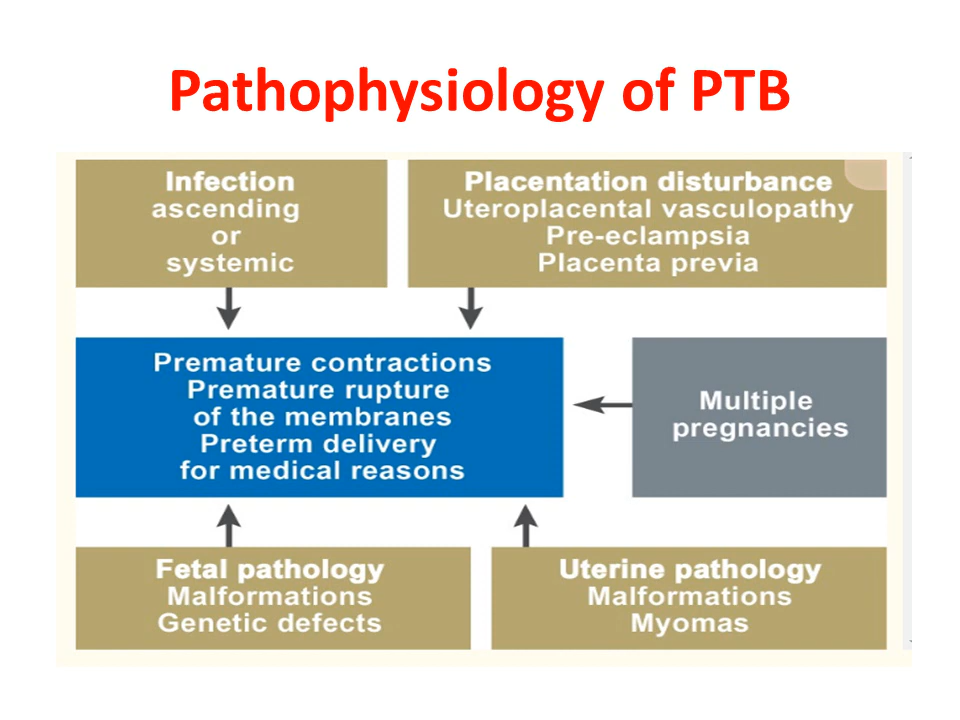 Pathophysiology of PTB
Infection
ascending
or
systemic
Placentation disturbance
Uteroplacental vasculopathy
Pre-eclampsia
Placenta previa
Premature contractions
Premature rupture
of the membranes
Preterm delivery
for medical reasons
Multiple
pregnancies
Fetal pathology
Malformations
Genetic defects
Uterine pathology
Malformations
Myomas